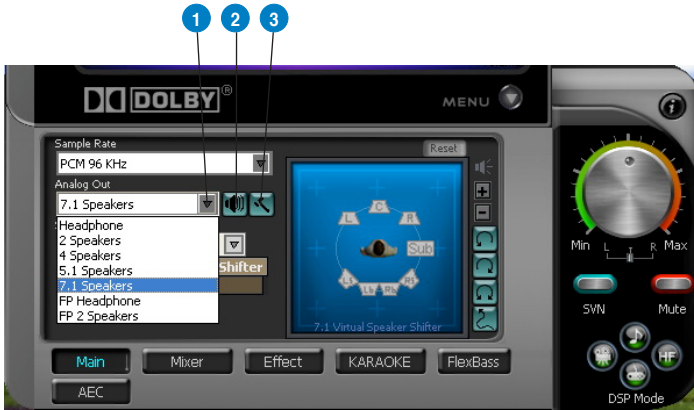 1 2 3
DOLBY®
MENU
i
Sample Rate
Reset
PCM 96 KHz
Analog Out
7.1 Speakers
Headphone
2 Speakers
4 Speakers
5.1 Speakers
7.1 Speakers
FP Headphone
FP 2 Speakers
Shifter
C
L R
Sub
Ls Rs
Lb Rb
7.1 Virtual Speaker Shifter
Min L R Max
SVN Mute
HF
DSP Mode
Main Mixer Effect KARAOKE FlexBass
AEC